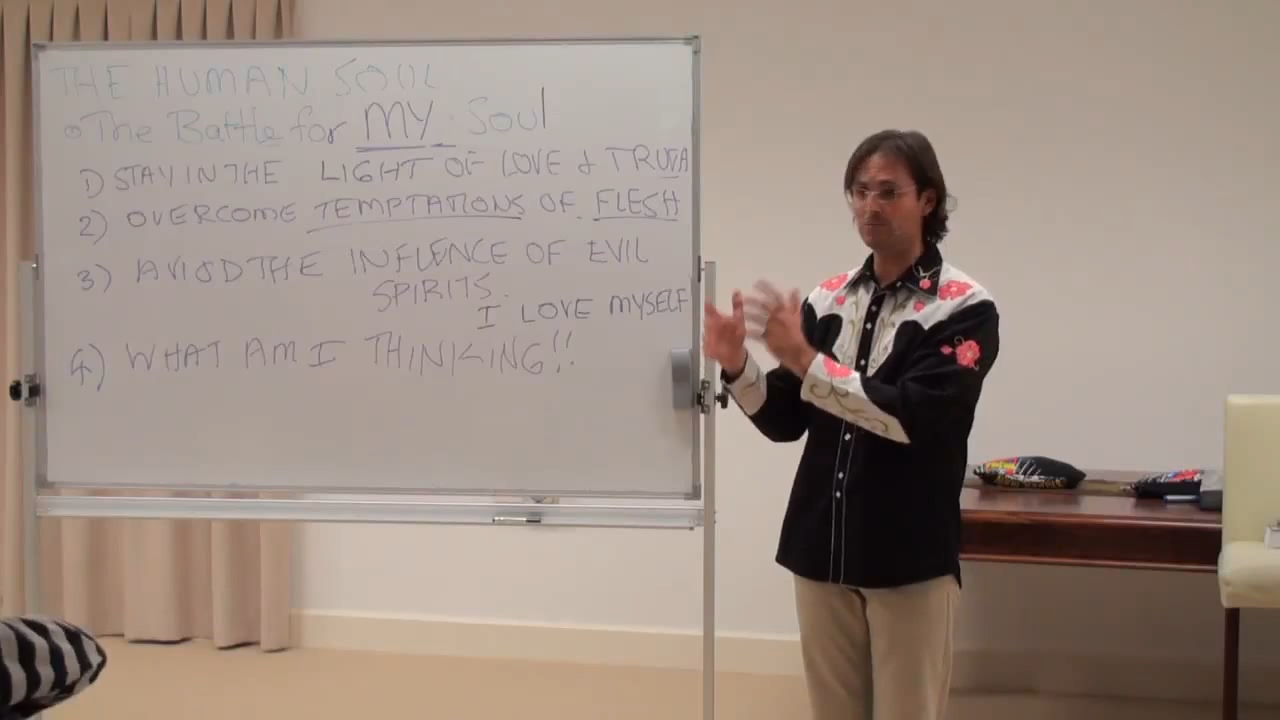 THE HUMAN SOUL
The Battle for MY Soul
1) STAY IN THE LIGHT OF LOVE & TRUTH
2) OVERCOME TEMPTATIONS OF FLESH
3) AVIOD THE INFLENCE OF EVIL
SPIRITS.
I LOVE MYSELF
4) WHAT AM I THINKING!!